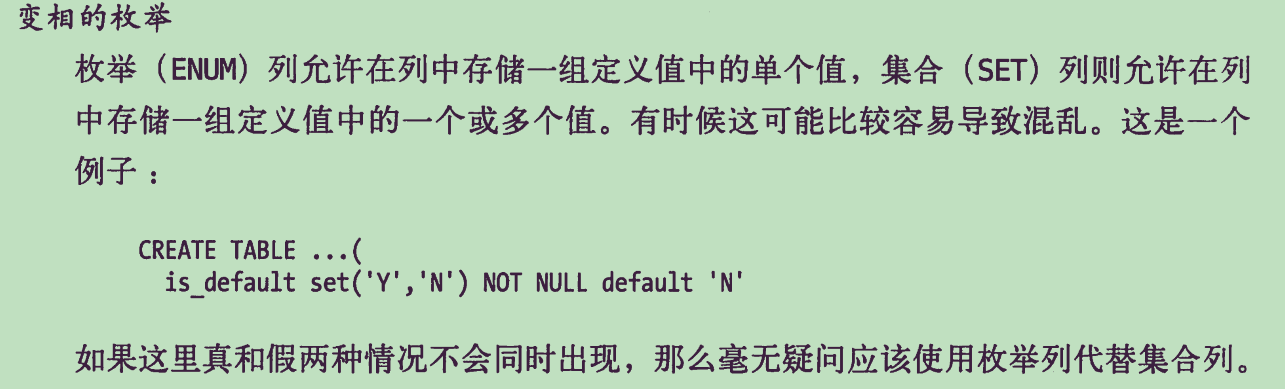 变相的枚举
枚举（ENUM）列允许在列中存储一组定义值中的单个值，集合（SET）列则允许在列
中存储一组定义值中的一个或多个值。有时候这可能比较容易导致混乱。这是一个
例子：
CREATE TABLE ...(
is_default set('Y','N') NOT NULL default 'N'
如果这里真和假两种情况不会同时出现，那么毫无疑问应该使用枚举列代替集合列。